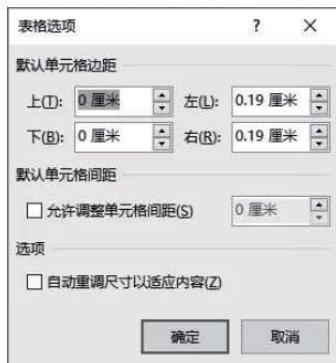 表格选项 ? ×
默认单元格边距
上(T): 0 厘米 左(L): 0.19 厘米
下(B): 0 厘米 右(R): 0.19 厘米
默认单元格间距
允许调整单元格间距(S) 0 厘米
选项
自动重调尺寸以适应内容(Z)
确定 取消